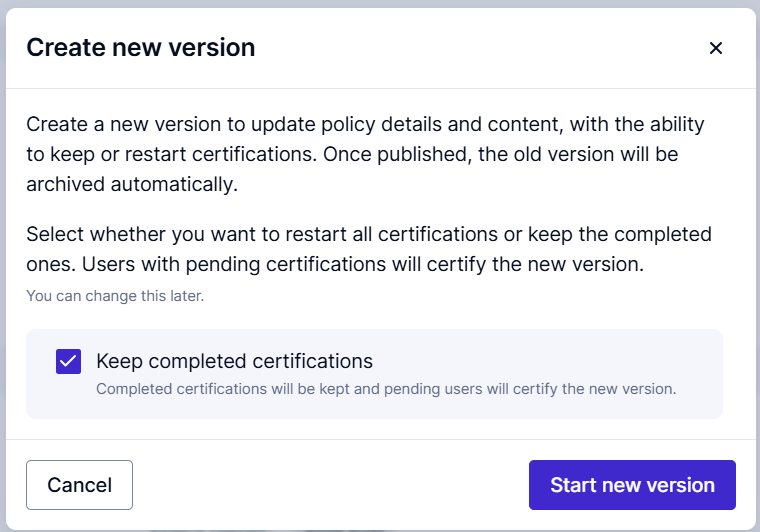 Create new version
Create a new version to update policy details and content, with the ability
to keep or restart certifications. Once published, the old version will be
archived automatically.
Select whether you want to restart all certifications or keep the completed
ones. Users with pending certifications will certify the new version.
You can change this later.
Keep completed certifications
Completed certifications will be kept and pending users will certify the new version.
Cancel
Start new version